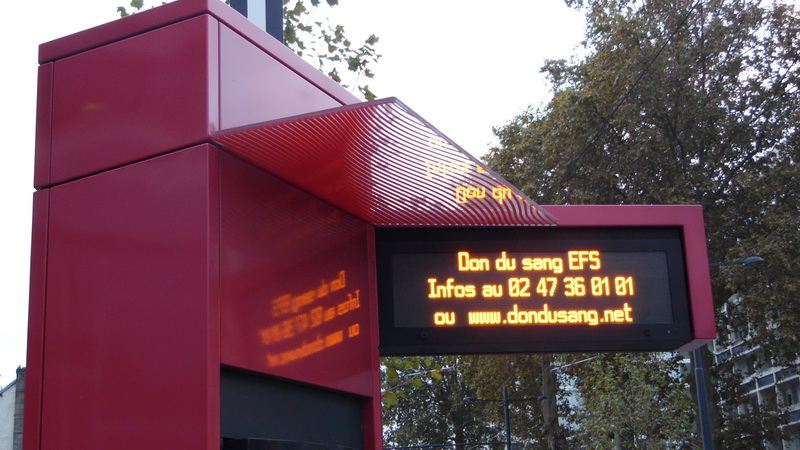 Don du sang EFS
Infos au 02 47 36 01 01
ou www.dondusang.net